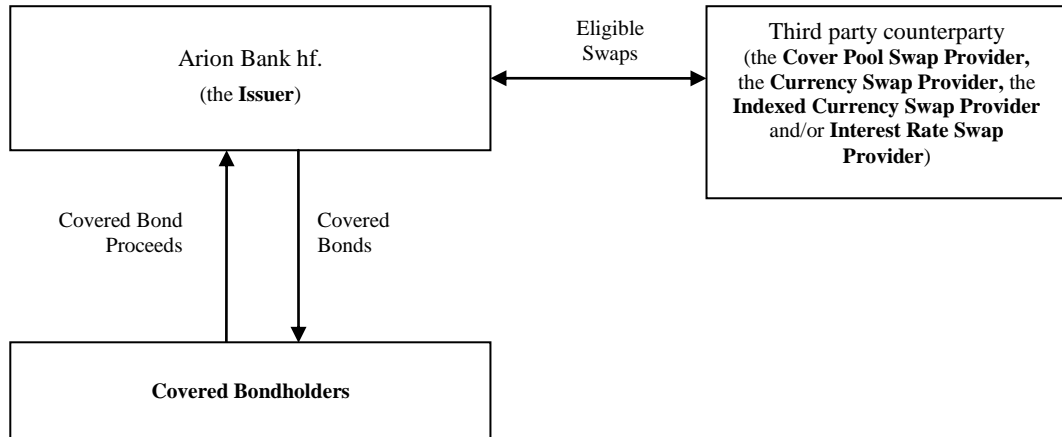 Arion Bank hf.
(the Issuer)
Eligible
Swaps
Third party counterparty
(the Cover Pool Swap Provider,
the Currency Swap Provider, the
Indexed Currency Swap Provider
and/or Interest Rate Swap
Provider)
Covered Bond
Proceeds
Covered
Bonds
Covered Bondholders